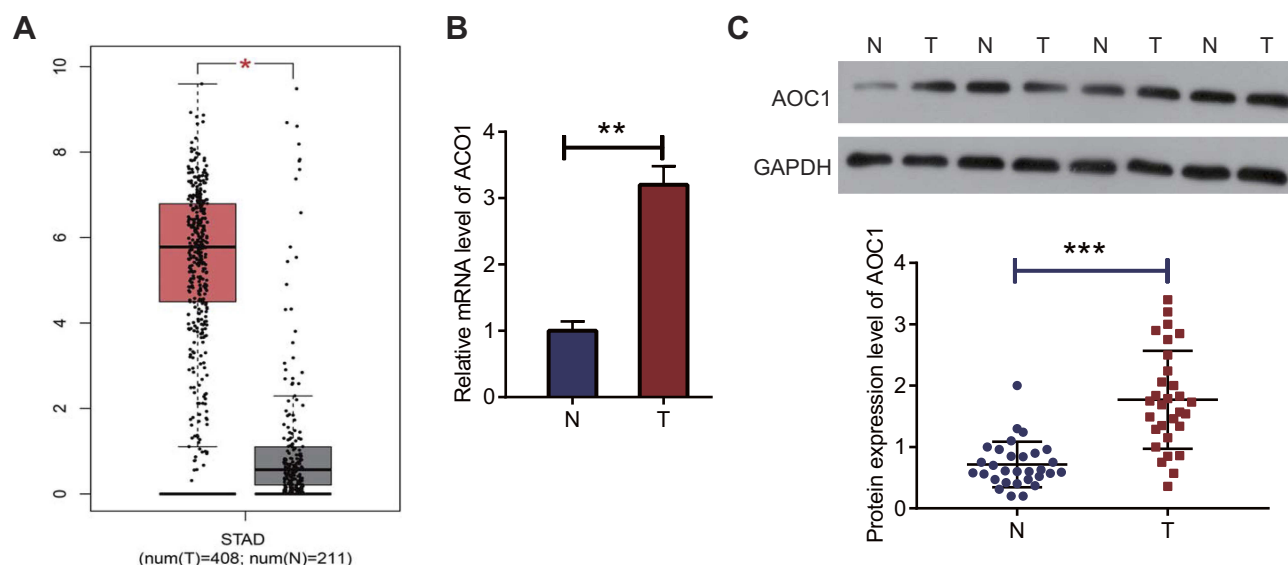 A
10
8
6
4
2
0
*
STAD
(num(T)=408; num(N)=211)
B
Relative mRNA level of ACO1
4
3
2
1
0
**
N T
C
N T N T N T N T
AOC1
GAPDH
Protein expression level of AOC1
4
3
2
1
0
***
N T